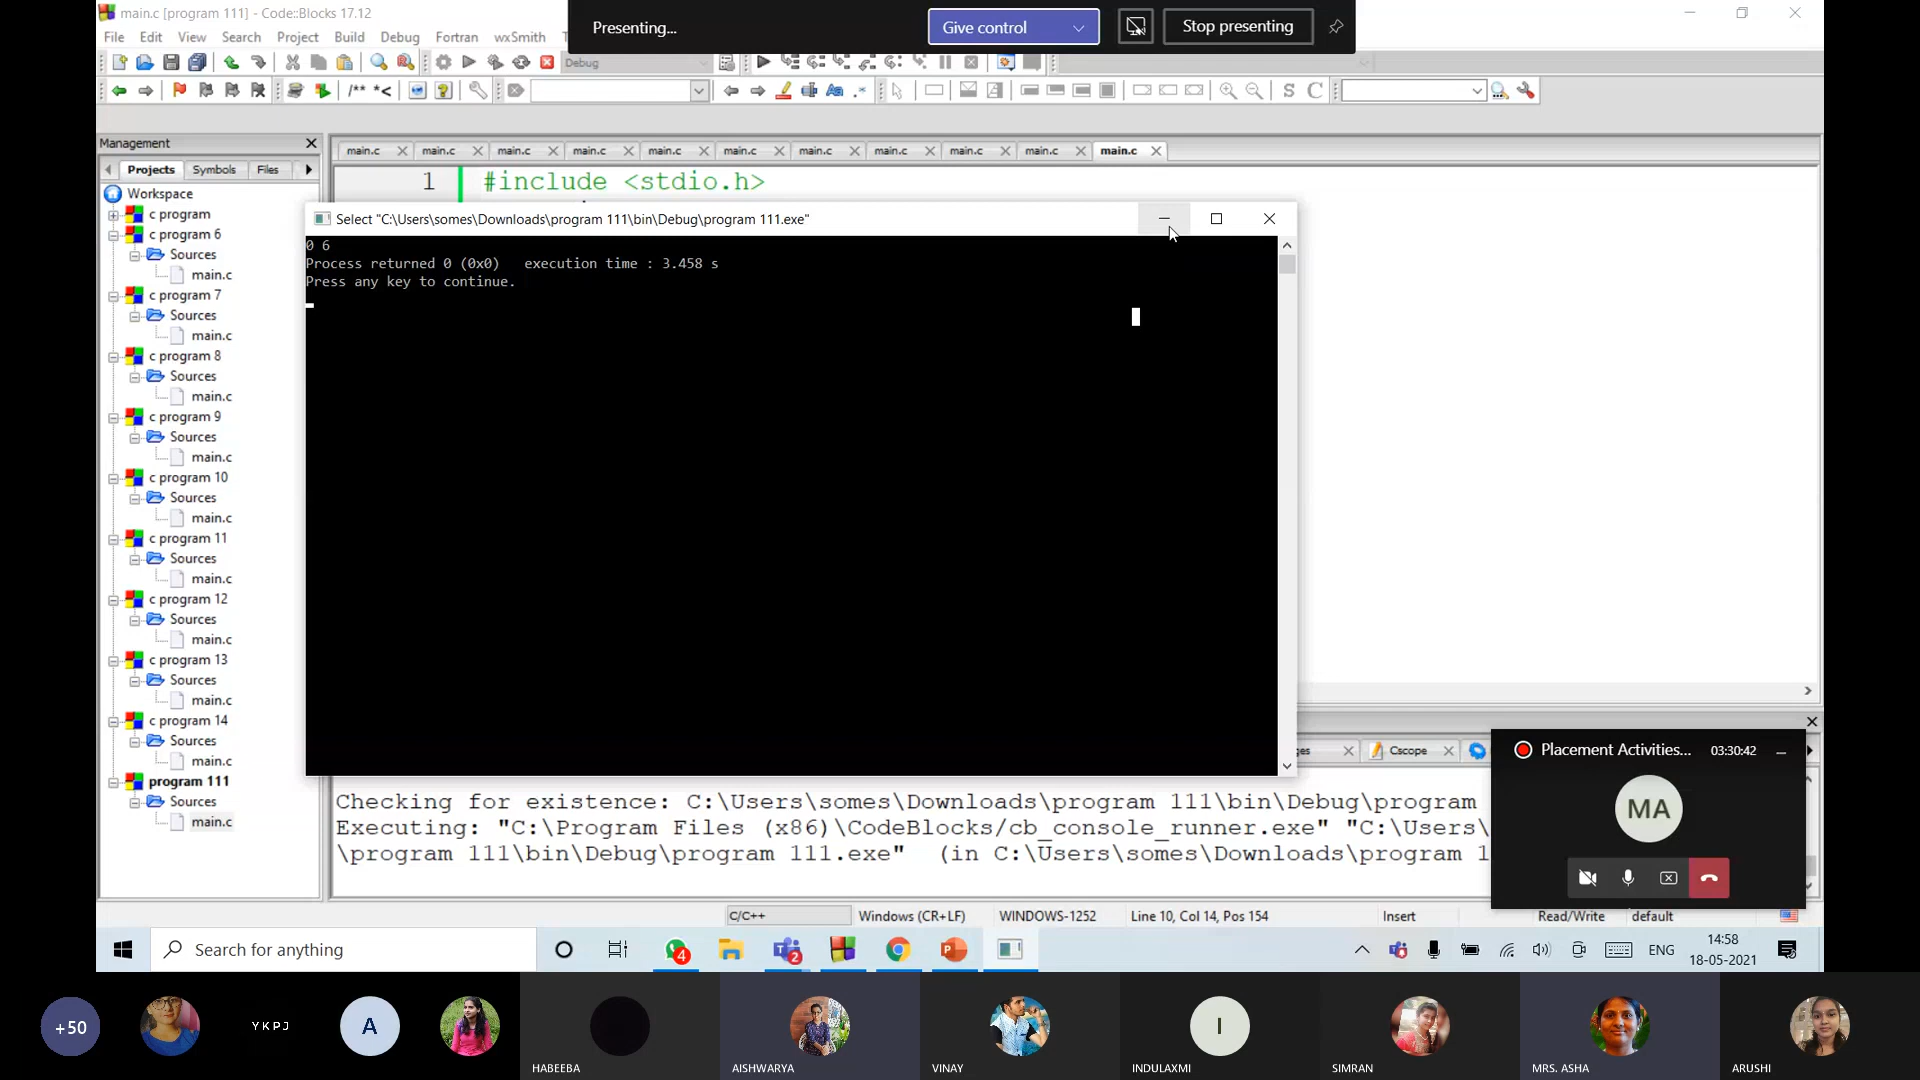 main.c [program 111] - Code::Blocks 17.12
Presenting...
Give control
Stop presenting
File Edit View Search Project Build Debug Fortran wxSmith
Debug
/** *<
Aa .*
S C
Management
Projects Symbols Files
main.c main.c main.c main.c main.c main.c main.c main.c main.c main.c main.c
1 #include <stdio.h>
Workspace
c program
c program 6
Sources
main.c
c program 7
Sources
main.c
c program 8
Sources
main.c
c program 9
Sources
main.c
c program 10
Sources
main.c
c program 11
Sources
main.c
c program 12
Sources
main.c
c program 13
Sources
main.c
c program 14
Sources
main.c
program 111
Sources
main.c
Select "C:\Users\somes\Downloads\program 111\bin\Debug\program 111.exe"
0 6
Process returned 0 (0x0)   execution time : 3.458 s
Press any key to continue.
ges Cscope
Checking for existence: C:\Users\somes\Downloads\program 111\bin\Debug\program
Executing: "C:\Program Files (x86)\CodeBlocks/cb_console_runner.exe" "C:\Users\
\program 111\bin\Debug\program 111.exe"  (in C:\Users\somes\Downloads\program 1
Placement Activities... 03:30:42
MA
C/C++ Windows (CR+LF) WINDOWS-1252 Line 10, Col 14, Pos 154 Insert Read/Write default
Search for anything
4
2
ENG
14:58
18-05-2021
+50
Y K P J
A
I
HABEEBA
AISHWARYA
VINAY
INDULAXMI
SIMRAN
MRS. ASHA
ARUSHI